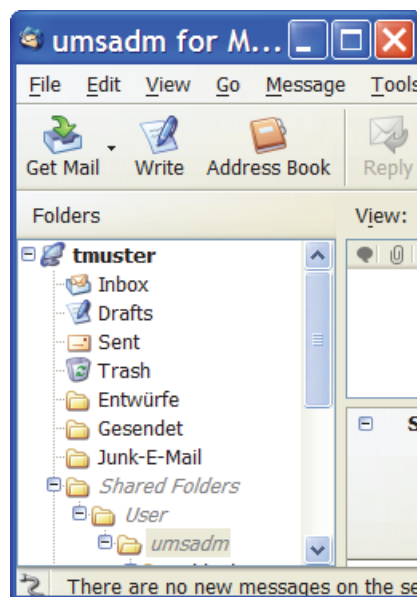 umsadm for M...
File Edit View Go Message Tools
Get Mail Write Address Book Reply
Folders View:
tmuster
Inbox
Drafts
Sent
Trash
Entwürfe
Gesendet
Junk-E-Mail
Shared Folders
User
umsadm
There are no new messages on the se